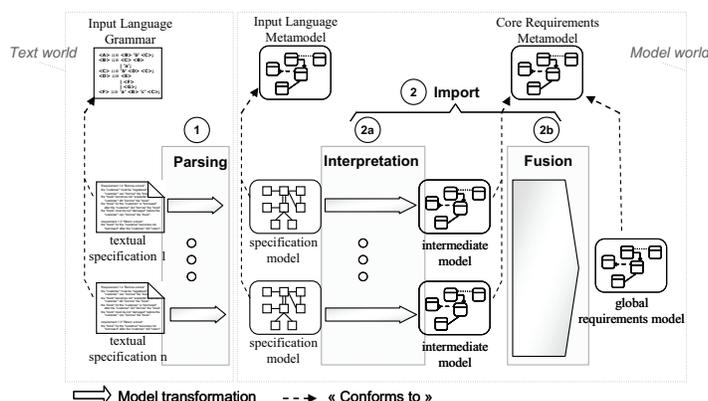 Input Language
Grammar
Input Language
Metamodel
Core Requirements
Metamodel
Text world
Model world
2 Import
1
2a
2b
Parsing
Interpretation
Fusion
textual
specification 1
specification
model
intermediate
model
global
requirements model
textual
specification n
specification
model
intermediate
model
Model transformation
« Conforms to »